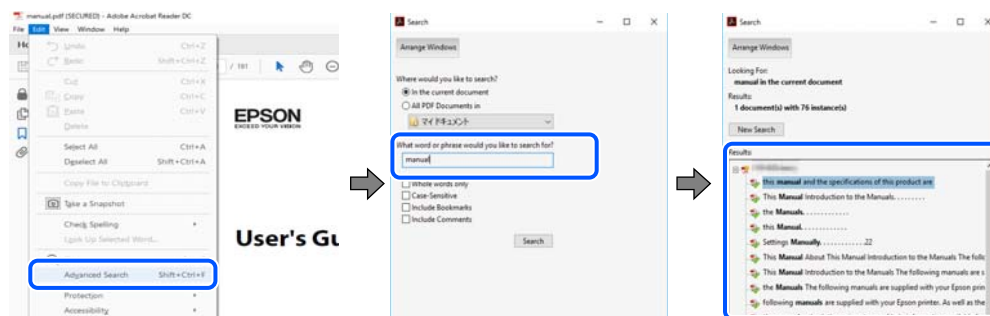 manual.pdf (SECURED) - Adobe Acrobat Reader DC
File Edit View Window Help
Undo Ctrl+Z
Redo Shift+Ctrl+Z
Cut Ctrl+X
Copy Ctrl+C
Paste Ctrl+V
Delete
Select All Ctrl+A
Deselect All Shift+Ctrl+A
Copy File to Clipboard
Take a Snapshot
Check Spelling
Look Up Selected Word...
Advanced Search Shift+Ctrl+F
Protection
Accessibility
/ 191
EPSON
EXCEED YOUR VISION
User's Gu
Search
Arrange Windows
Where would you like to search?
In the current document
All PDF Documents in
マイ ドキュメント
What word or phrase would you like to search for?
manual
Whole words only
Case-Sensitive
Include Bookmarks
Include Comments
Search
Search
Arrange Windows
Looking For:
manual in the current document
Results:
1 document(s) with 76 instance(s)
New Search
Results:
this manual and the specifications of this product are
This Manual Introduction to the Manuals.........
the Manuals.............
this Manual.............
Settings Manually.............22
This Manual About This Manual Introduction to the Manuals The follo
This Manual Introduction to the Manuals The following manuals are s
the Manuals The following manuals are supplied with your Epson prin
following manuals are supplied with your Epson printer. As well as the